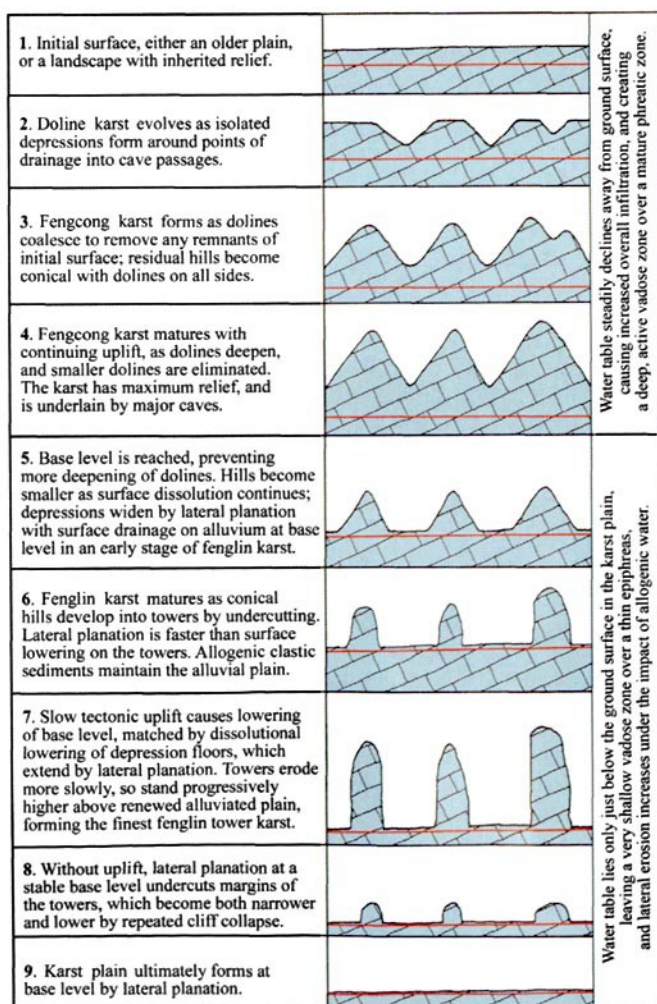 1. Initial surface, either an older plain,
or a landscape with inherited relief.
2. Doline karst evolves as isolated
depressions form around points of
drainage into cave passages.
3. Fengcong karst forms as dolines
coalesce to remove any remnants of
initial surface; residual hills become
conical with dolines on all sides.
4. Fengcong karst matures with
continuing uplift, as dolines deepen,
and smaller dolines are eliminated.
The karst has maximum relief, and
is underlain by major caves.
5. Base level is reached, preventing
more deepening of dolines. Hills become
smaller as surface dissolution continues;
depressions widen by lateral planation
with surface drainage on alluvium at base
level in an early stage of fenglin karst.
6. Fenglin karst matures as conical
hills develop into towers by undercutting.
Lateral planation is faster than surface
lowering on the towers. Allogenic clastic
sediments maintain the alluvial plain.
7. Slow tectonic uplift causes lowering
of base level, matched by dissolutional
lowering of depression floors, which
extend by lateral planation. Towers erode
more slowly, so stand progressively
higher above renewed alluviated plain,
forming the finest fenglin tower karst.
8. Without uplift, lateral planation at a
stable base level undercuts margins of
the towers, which become both narrower
and lower by repeated cliff collapse.
9. Karst plain ultimately forms at
base level by lateral planation.
Water table steadily declines away from ground surface,
causing increased overall infiltration, and creating
a deep, active vadose zone over a mature phreatic zone.
Water table lies only just below the ground surface in the karst plain,
leaving a very shallow vadose zone over a thin epiphreas,
and lateral erosion increases under the impact of allogenic water.